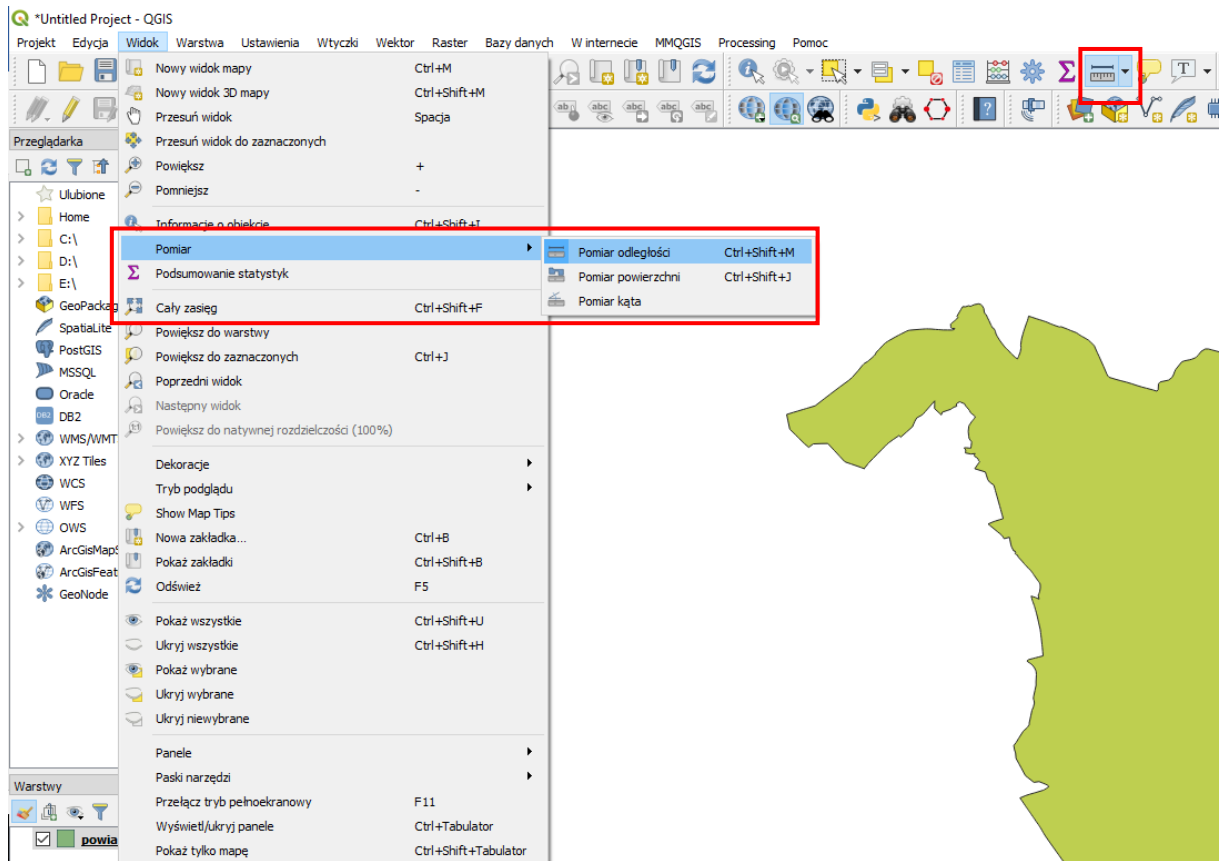 *Untitled Project - QGIS
Projekt Edycja Widok Warstwa Ustawienia Wtyczki Wektor Raster Bazy danych W internecie MMQGIS Processing Pomoc
Nowy widok mapy Ctrl+M
Nowy widok 3D mapy Ctrl+Shift+M
Przesuń widok Spacja
Przesuń widok do zaznaczonych
Powiększ +
Pomniejsz -
Informacje o obiekcie Ctrl+Shift+I
Pomiar
Pomiar odległości Ctrl+Shift+M
Podsumowanie statystyk
Pomiar powierzchni Ctrl+Shift+J
Pomiar kąta
Cały zasięg Ctrl+Shift+F
Powiększ do warstwy
Powiększ do zaznaczonych Ctrl+J
Poprzedni widok
Następny widok
Powiększ do natywnej rozdzielczości (100%)
Dekoracje
Tryb podglądu
Show Map Tips
Nowa zakładka... Ctrl+B
Pokaż zakładki Ctrl+Shift+B
Odśwież F5
Pokaż wszystkie Ctrl+Shift+U
Ukryj wszystkie Ctrl+Shift+H
Pokaż wybrane
Ukryj wybrane
Ukryj niewybrane
Panele
Paski narzędzi
Przełącz tryb pełnoekranowy F11
Wyświetl/ukryj panele Ctrl+Tabulator
Pokaż tylko mapę Ctrl+Shift+Tabulator
Przeglądarka
Ulubione
Home
C:\
D:\
E:\
GeoPackag
SpatiaLite
PostGIS
MSSQL
Oracle
DB2
WMS/WMT
XYZ Tiles
WCS
WFS
OWS
ArcGisMapS
ArcGisFeat
GeoNode
Warstwy
powia